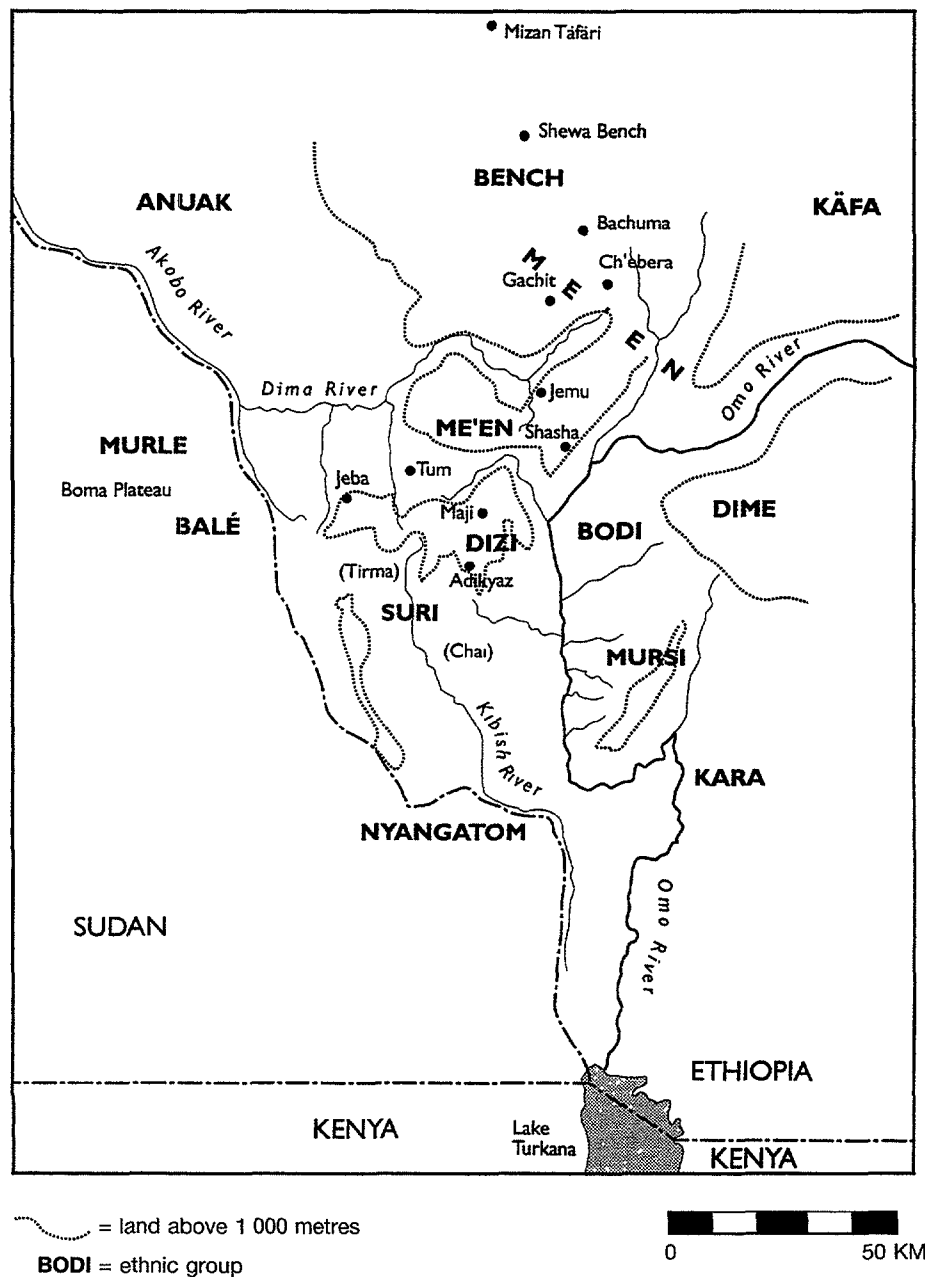 Mizan Täfäri
Shewa Bench
BENCH
ANUAK
KÄFA
Bachuma
Ch'ebera
Gachit
M E E N
Akobo River
Omo River
Dima River
Jemu
ME'EN
Shasha
MURLE
Boma Plateau
Tum
Jeba
Maji
BALÉ
DIZI
BODI
DIME
(Tirma)
Adikiyaz
SURI
(Chai)
MURSI
Kibish River
KARA
NYANGATOM
Omo River
SUDAN
ETHIOPIA
KENYA
Lake
Turkana
KENYA
= land above 1 000 metres
BODI = ethnic group
0 50 KM